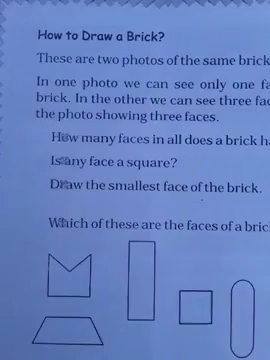 How to Draw a Brick?
These are two photos of the same brick
In one photo we can see only one
brick. In the other we can see three
the photo showing three faces.
How many faces in all does a brick
Is any face a square?
Draw the smallest face of the brick.
Which of these are the faces of a